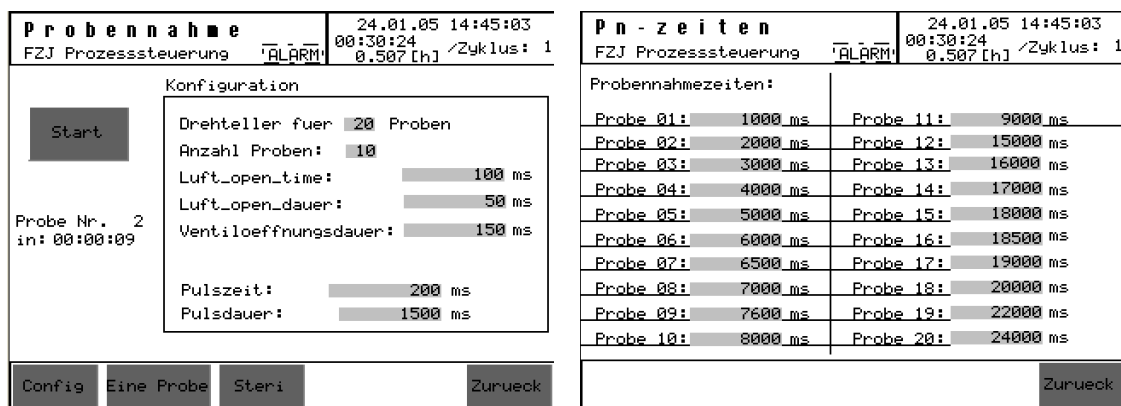 Probennahme
FZJ Prozesssteuerung
ALARM
24.01.05 14:45:03
00:30:24
0.507[h]
/Zyklus: 1
Konfiguration
Start
Drehteller fuer 20 Proben
Anzahl Proben: 10
Luft_open_time: 100 ms
Luft_open_dauer: 50 ms
Ventiloeffnungsdauer: 150 ms
Probe Nr. 2
in: 00:00:09
Pulszeit: 200 ms
Pulsdauer: 1500 ms
Config Eine Probe Steri Zurueck
Pn-zeiten
FZJ Prozesssteuerung
ALARM
24.01.05 14:45:03
00:30:24
0.507[h]
/Zyklus: 1
Probennahmezeiten:
Probe 01: 1000 ms Probe 11: 9000 ms
Probe 02: 2000 ms Probe 12: 15000 ms
Probe 03: 3000 ms Probe 13: 16000 ms
Probe 04: 4000 ms Probe 14: 17000 ms
Probe 05: 5000 ms Probe 15: 18000 ms
Probe 06: 6000 ms Probe 16: 18500 ms
Probe 07: 6500 ms Probe 17: 19000 ms
Probe 08: 7000 ms Probe 18: 20000 ms
Probe 09: 7600 ms Probe 19: 22000 ms
Probe 10: 8000 ms Probe 20: 24000 ms
Zurueck